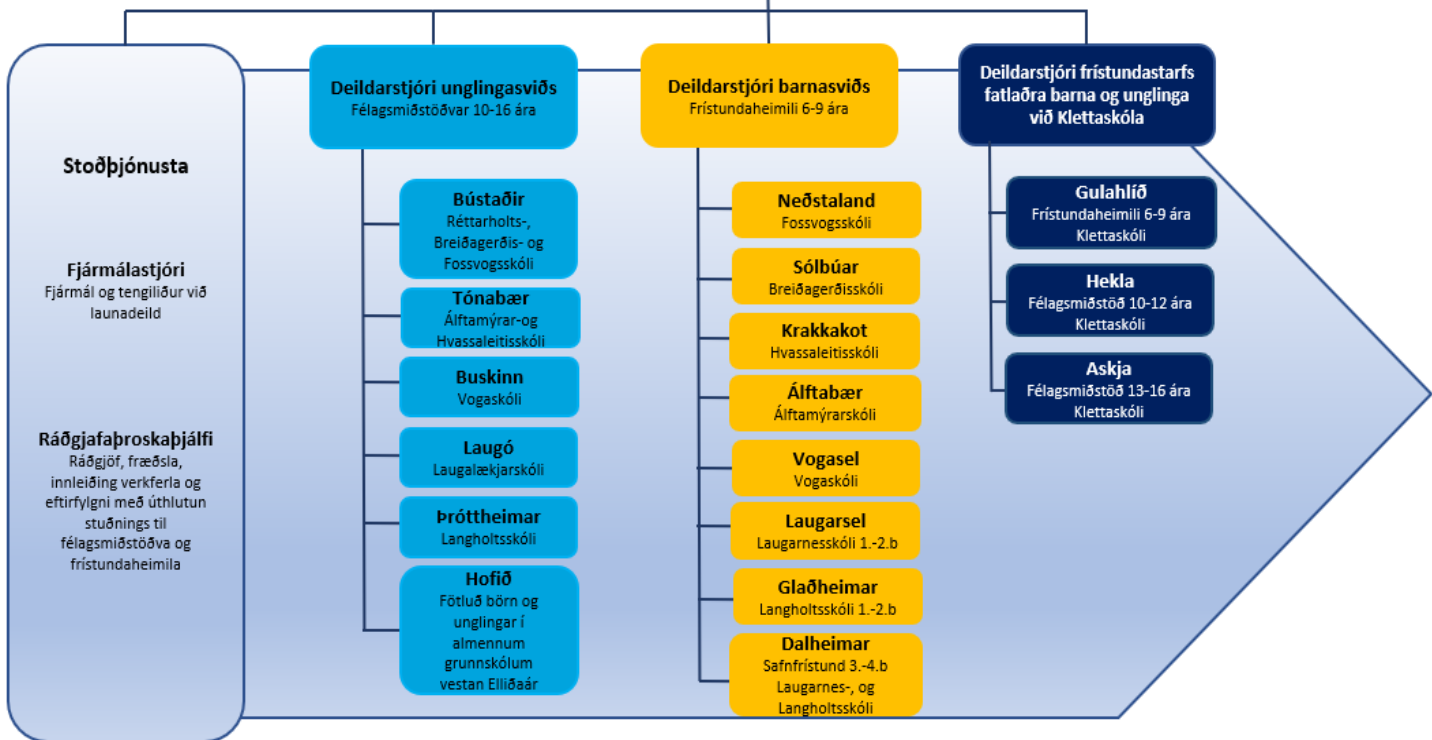 Stoðþjónusta
Fjármálastjóri
Fjármál og tengiliður við
launadeild
Ráðgjafaþroskaþjálfi
Ráðgjöf, fræðsla,
innleiðing verkferla og
eftirfylgni með úthlutun
stuðnings til
félagsmiðstöðva og
frístundaheimila
Deildarstjóri unglingasviðs
Félagsmiðstöðvar 10-16 ára
Bústaðir
Réttarholts-,
Breiðagerðis- og
Fossvogsskóli
Tónabær
Álftamýrar-og
Hvassaleitisskóli
Buskinn
Vogaskóli
Laugó
Laugalækjarskóli
Þróttheimar
Langholtsskóli
Hofið
Fötluð börn og
unglingar í
almennum
grunnskólum
vestan Elliðaár
Deildarstjóri barnasviðs
Frístundaheimili 6-9 ára
Neðstaland
Fossvogsskóli
Sólbúar
Breiðagerðisskóli
Krakkakot
Hvassaleitisskóli
Álftabær
Álftamýrarskóli
Vogasel
Vogaskóli
Laugarsel
Laugarnesskóli 1.-2.b
Glaðheimar
Langholtsskóli 1.-2.b
Dalheimar
Safnfrístund 3.-4.b
Laugarnes-, og
Langholtsskóli
Deildarstjóri frístundastarfs
fatlaðra barna og unglinga
við Klettaskóla
Gulahlíð
Frístundaheimili 6-9 ára
Klettaskóli
Hekla
Félagsmiðstöð 10-12 ára
Klettaskóli
Askja
Félagsmiðstöð 13-16 ára
Klettaskóli